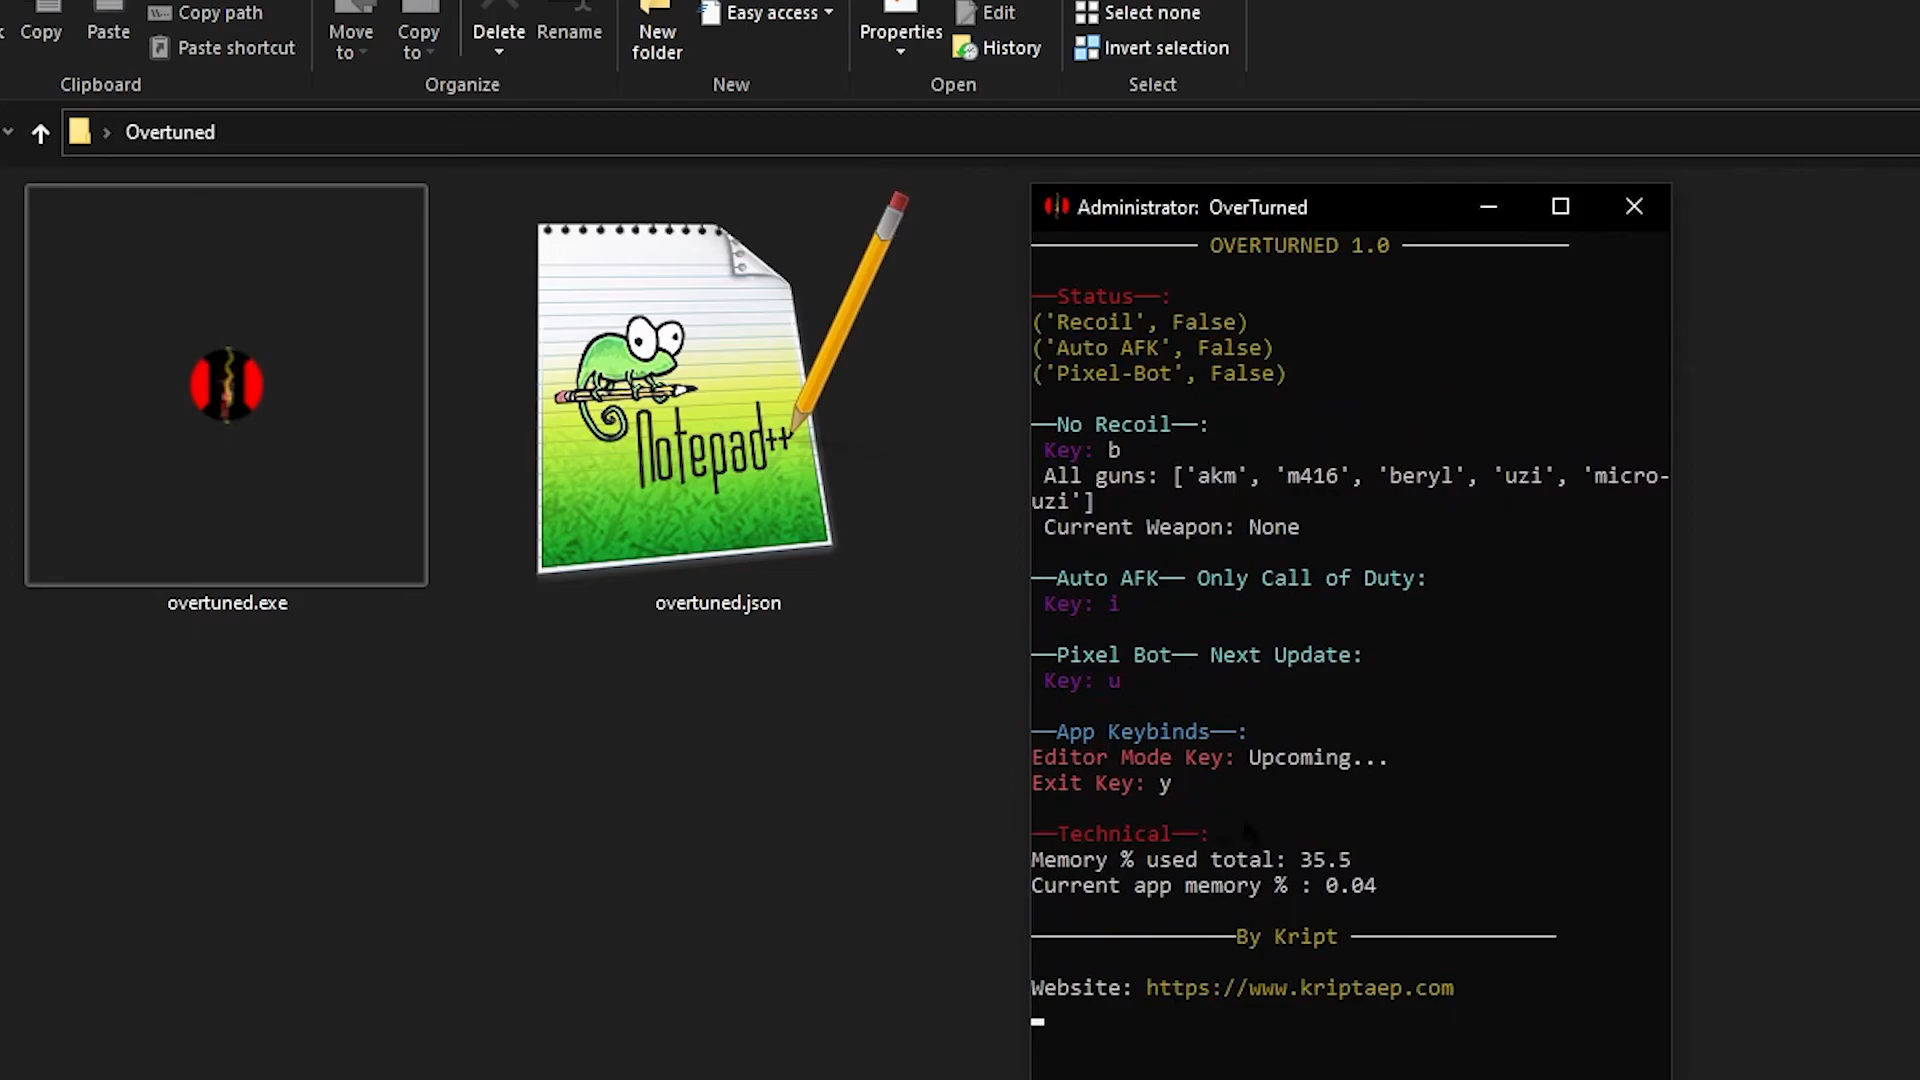 Copy
Paste
Copy path
Paste shortcut
Clipboard
Move to
Copy to
Delete
Rename
Organize
New folder
Easy access
New
Properties
Edit
History
Open
Select none
Invert selection
Select
Overtuned
overtuned.exe
Notepad++
overtuned.json
Administrator: OverTurned
OVERTURNED 1.0
——Status——:
('Recoil', False)
('Auto AFK', False)
('Pixel-Bot', False)
——No Recoil——:
Key: b
All guns: ['akm', 'm416', 'beryl', 'uzi', 'micro-
uzi']
Current Weapon: None
——Auto AFK—— Only Call of Duty:
Key: i
——Pixel Bot—— Next Update:
Key: u
——App Keybinds——:
Editor Mode Key: Upcoming...
Exit Key: y
——Technical——:
Memory % used total: 35.5
Current app memory % : 0.04
By Kript
Website: https://www.kriptaep.com